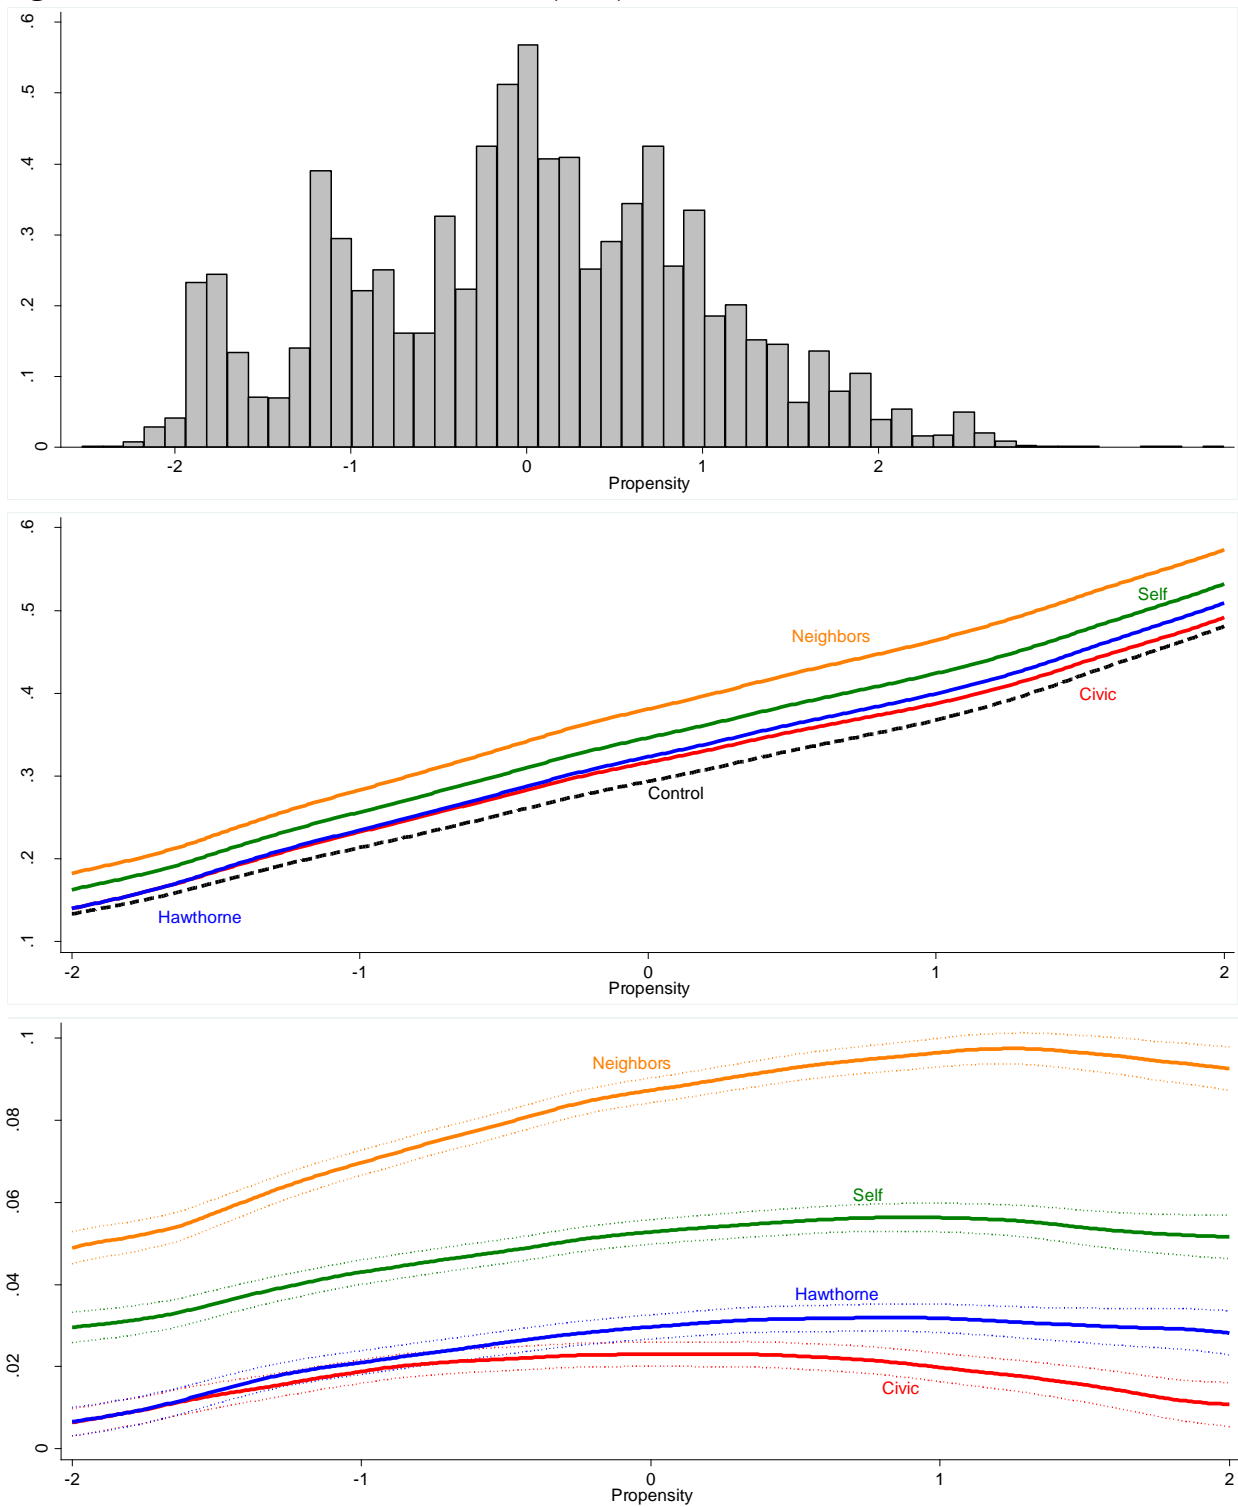 .6
.5
.4
.3
.2
.1
0
-2 -1 0 1 2
Propensity
.6
.5
.4
.3
.2
.1
Neighbors
Self
Civic
Control
Hawthorne
-2 -1 0 1 2
Propensity
.1
.08
.06
.04
.02
0
Neighbors
Self
Hawthorne
Civic
-2 -1 0 1 2
Propensity